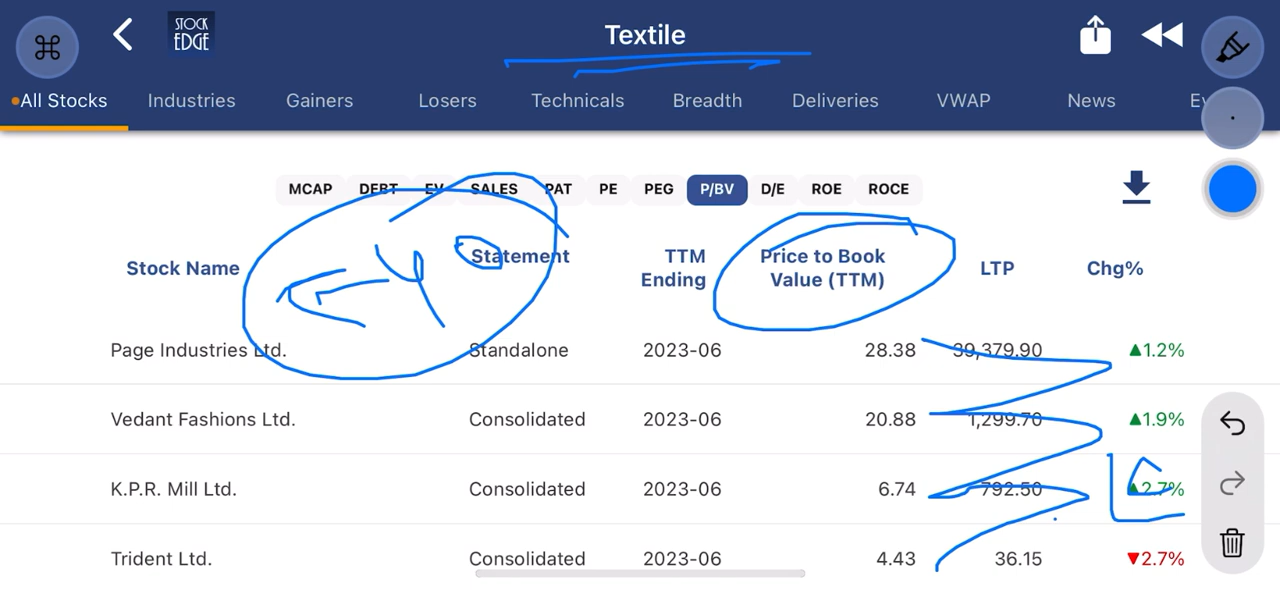 STOCK EDGE
Textile
All Stocks Industries Gainers Losers Technicals Breadth Deliveries VWAP News
MCAP DEBT EV SALES PAT PE PEG P/BV D/E ROE ROCE
Stock Name Statement TTM Ending Price to Book Value (TTM) LTP Chg%
Page Industries Ltd. Standalone 2023-06 28.38 39,379.90 ▲1.2%
Vedant Fashions Ltd. Consolidated 2023-06 20.88 1,299.70 ▲1.9%
K.P.R. Mill Ltd. Consolidated 2023-06 6.74 792.50 ▲2.7%
Trident Ltd. Consolidated 2023-06 4.43 36.15 ▼2.7%